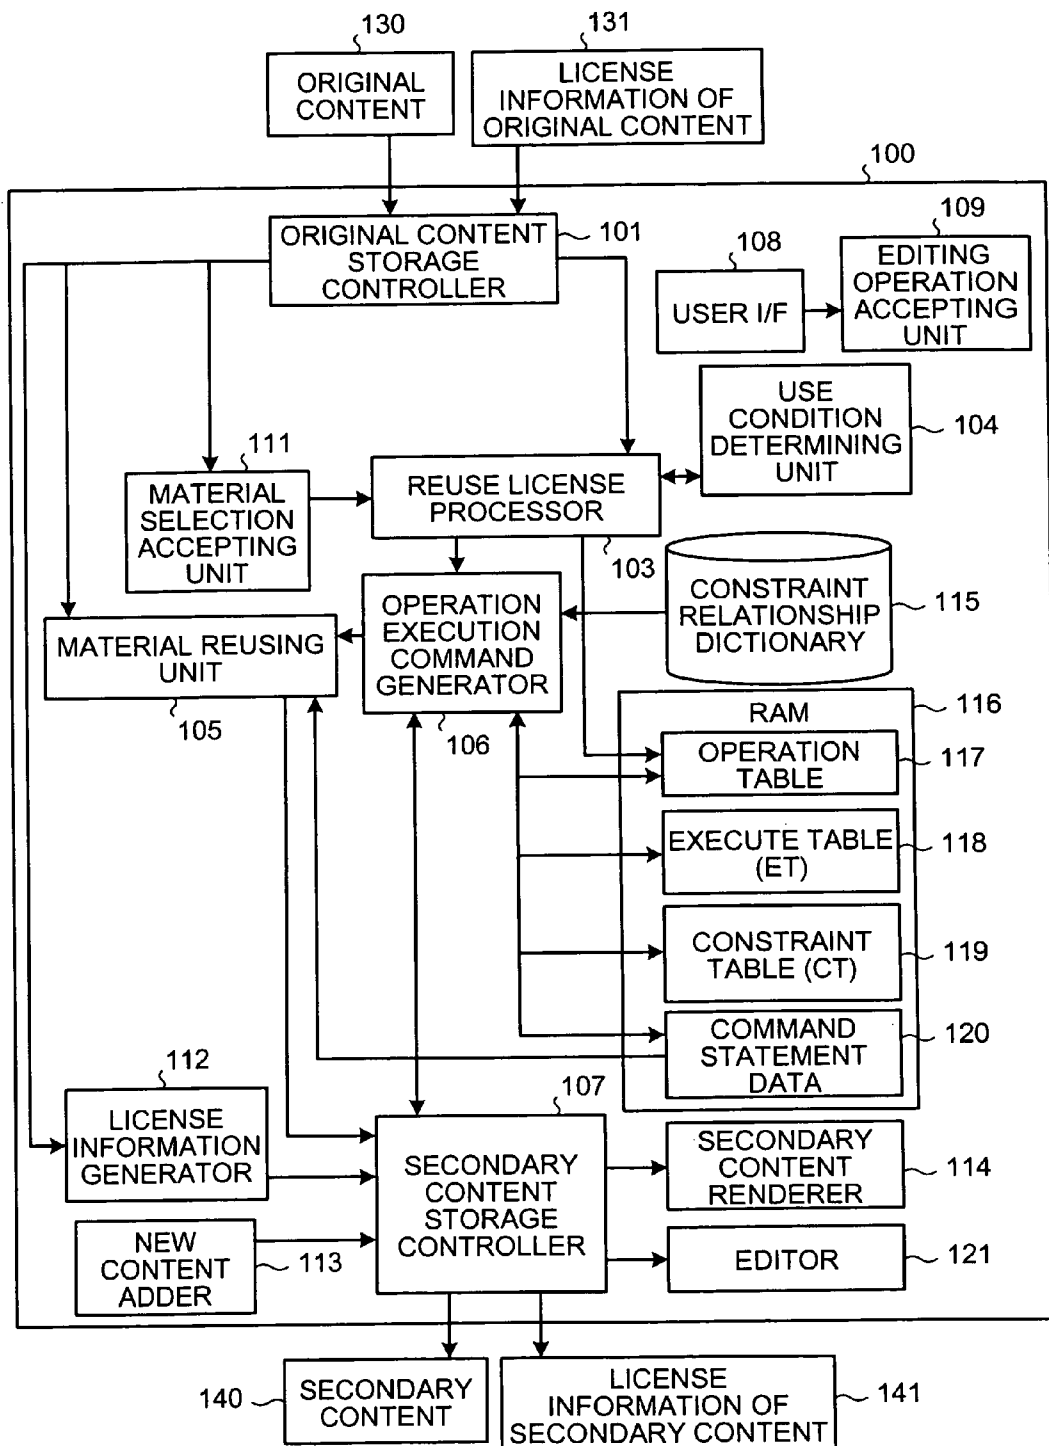 130
131
ORIGINAL
CONTENT
LICENSE
INFORMATION OF
ORIGINAL CONTENT
100
ORIGINAL CONTENT
STORAGE
CONTROLLER
101
108
109
USER I/F
EDITING
OPERATION
ACCEPTING
UNIT
USE
CONDITION
DETERMINING
UNIT
104
111
MATERIAL
SELECTION
ACCEPTING
UNIT
REUSE LICENSE
PROCESSOR
103
CONSTRAINT
RELATIONSHIP
DICTIONARY
115
OPERATION
EXECUTION
COMMAND
GENERATOR
106
MATERIAL REUSING
UNIT
105
RAM
116
OPERATION
TABLE
117
EXECUTE TABLE
(ET)
118
CONSTRAINT
TABLE (CT)
119
COMMAND
STATEMENT
DATA
120
112
LICENSE
INFORMATION
GENERATOR
107
SECONDARY
CONTENT
STORAGE
CONTROLLER
SECONDARY
CONTENT
RENDERER
114
NEW
CONTENT
ADDER
113
EDITOR
121
140
SECONDARY
CONTENT
LICENSE
INFORMATION OF
SECONDARY CONTENT
141